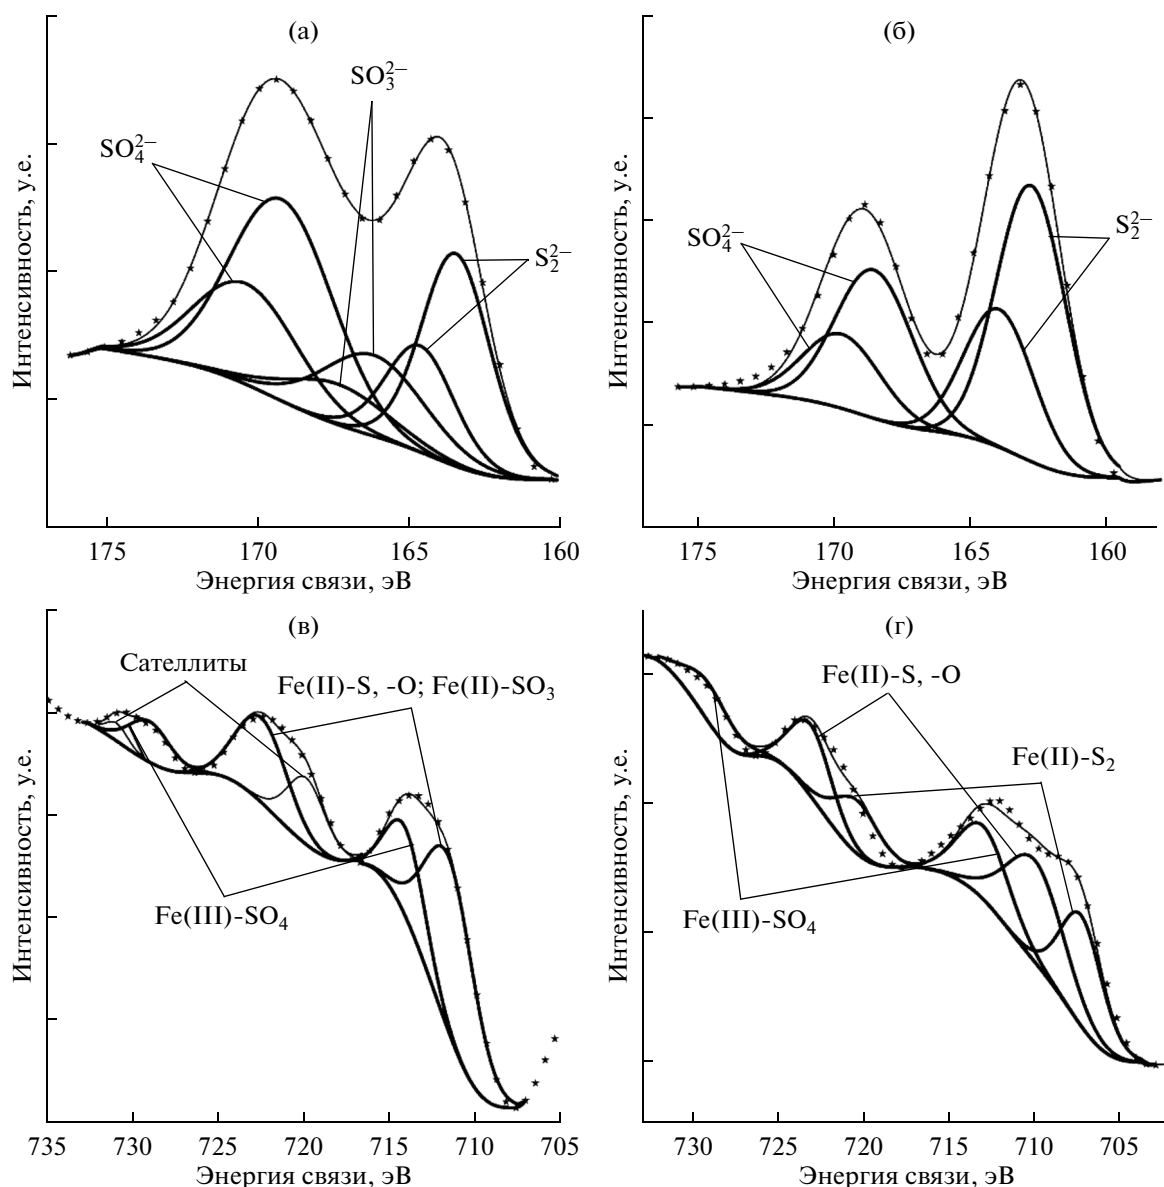 (а)
SO₃²⁻
SO₄²⁻
S₂²⁻
Интенсивность, у.е.
175 170 165 160
Энергия связи, эВ
(б)
SO₄²⁻
S₂²⁻
Интенсивность, у.е.
175 170 165 160
Энергия связи, эВ
(в)
Сателлиты
Fe(II)-S, -O; Fe(II)-SO₃
Fe(III)-SO₄
Интенсивность, у.е.
735 730 725 720 715 710 705
Энергия связи, эВ
(г)
Fe(II)-S, -O
Fe(II)-S₂
Fe(III)-SO₄
Интенсивность, у.е.
730 725 720 715 710 705
Энергия связи, эВ